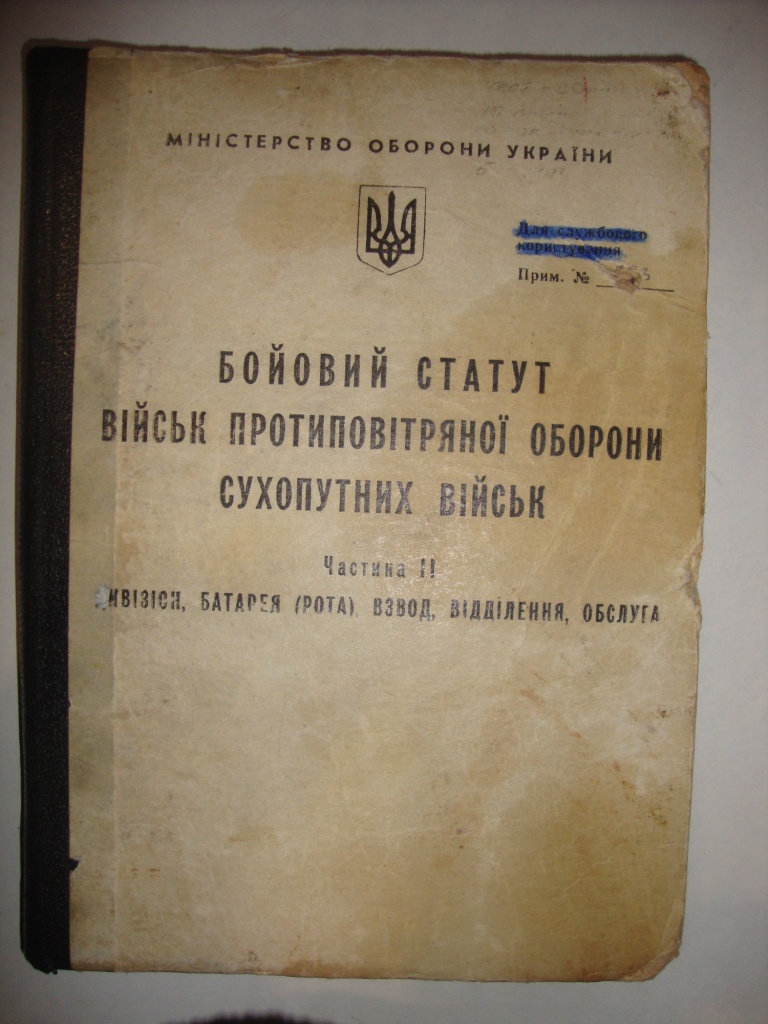 МІНІСТЕРСТВО ОБОРОНИ УКРАЇНИ
Для службового
користування
Прим. №
БОЙОВИЙ СТАТУТ
ВІЙСЬК ПРОТИПОВІТРЯНОЇ ОБОРОНИ
СУХОПУТНИХ ВІЙСЬК
Частина II
ДИВІЗІОН, БАТАРЕЯ (РОТА), ВЗВОД, ВІДДІЛЕННЯ, ОБСЛУГА